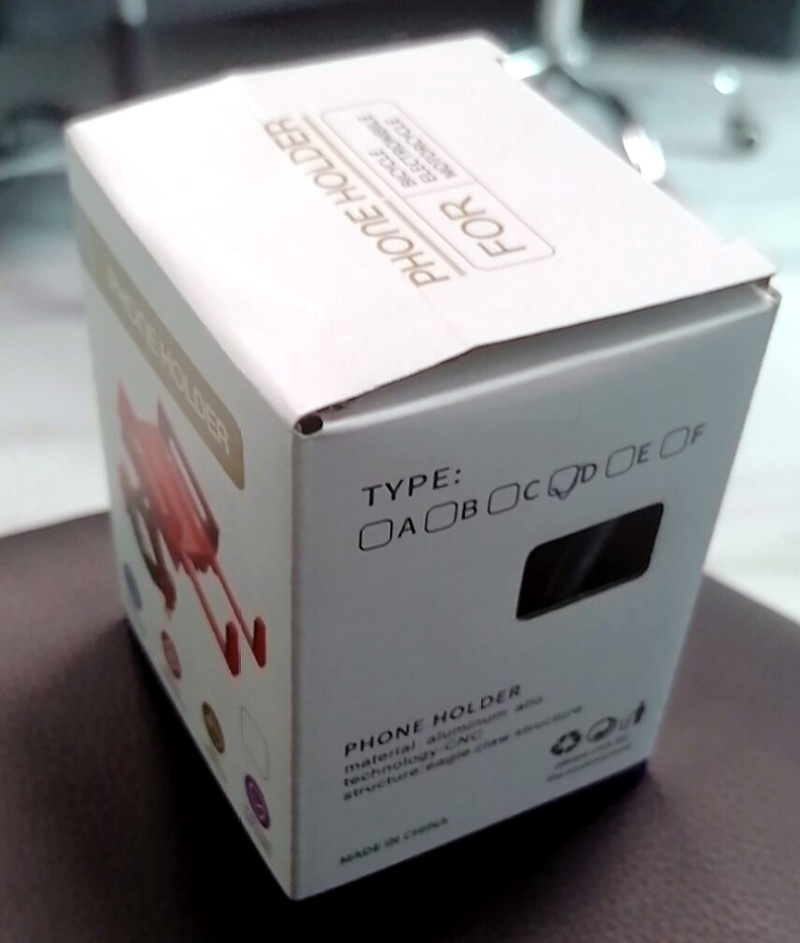 PHONE HOLDER
FOR
BICYCLE
ELECTROMBILE
MOTORCYCLE
PHONE HOLDER
TYPE:
A B C D E F
PHONE HOLDER
material aluminum allo
technology:CNC
structure:eagle claw structure
MADE IN CHINA